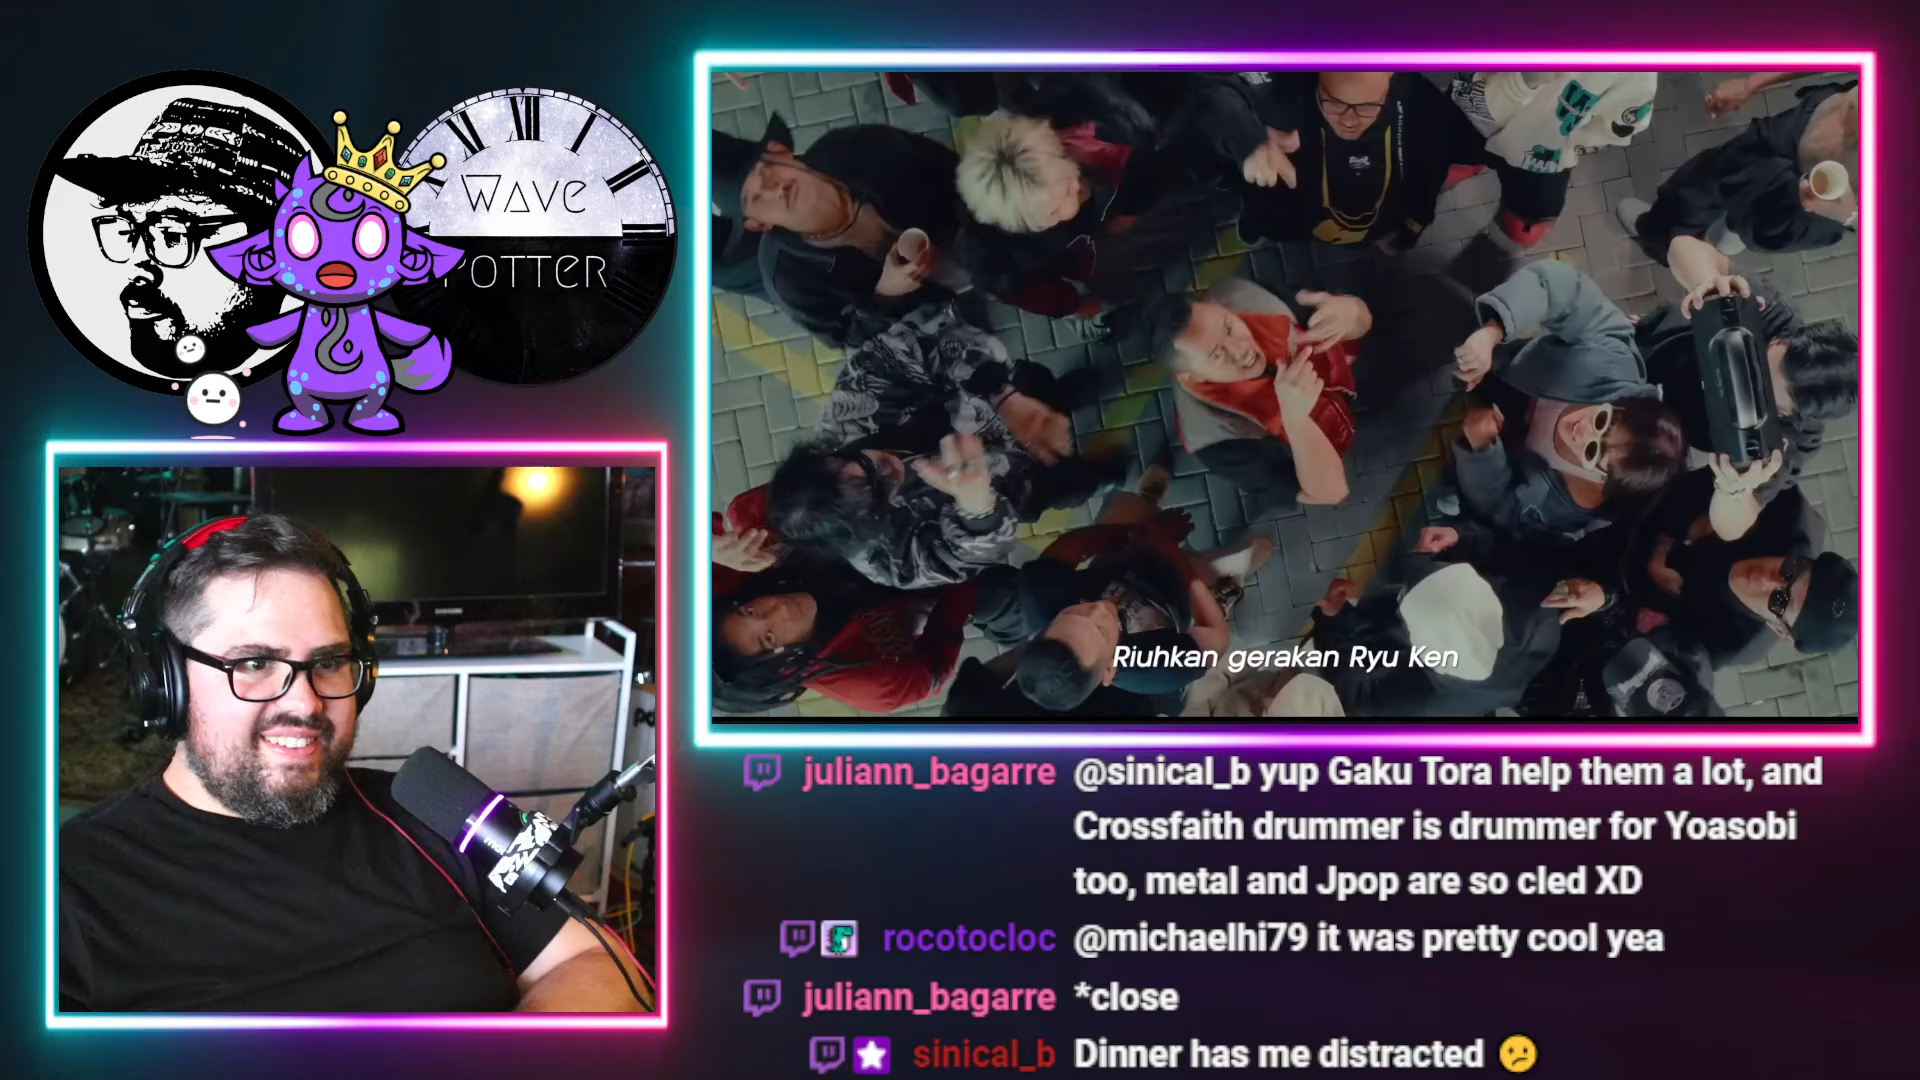 WAVE
POTTER
Riuhkan gerakan Ryu Ken
juliann_bagarre @sinical_b yup Gaku Tora help them a lot, and
Crossfaith drummer is drummer for Yoasobi
too, metal and Jpop are so cled XD
rocotocloc @michaelhi79 it was pretty cool yea
juliann_bagarre *close
sinical_b Dinner has me distracted 🫤
SAMSUNG